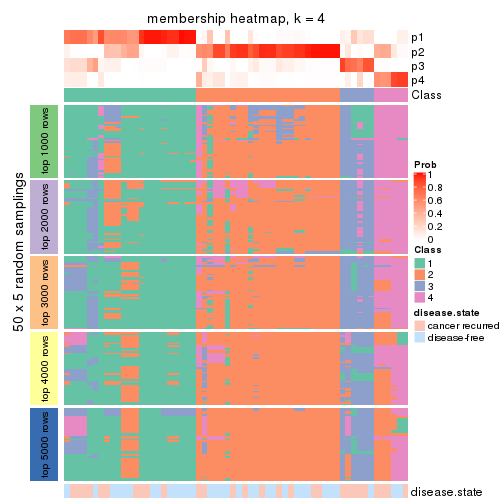 membership heatmap, k = 4
p1
p2
p3
p4
Class
50 x 5 random samplings
top 1000 rows
top 2000 rows
top 3000 rows
top 4000 rows
top 5000 rows
Prob
1
0.8
0.6
0.4
0.2
0
Class
1
2
3
4
disease.state
cancer recurred
disease-free
disease.state